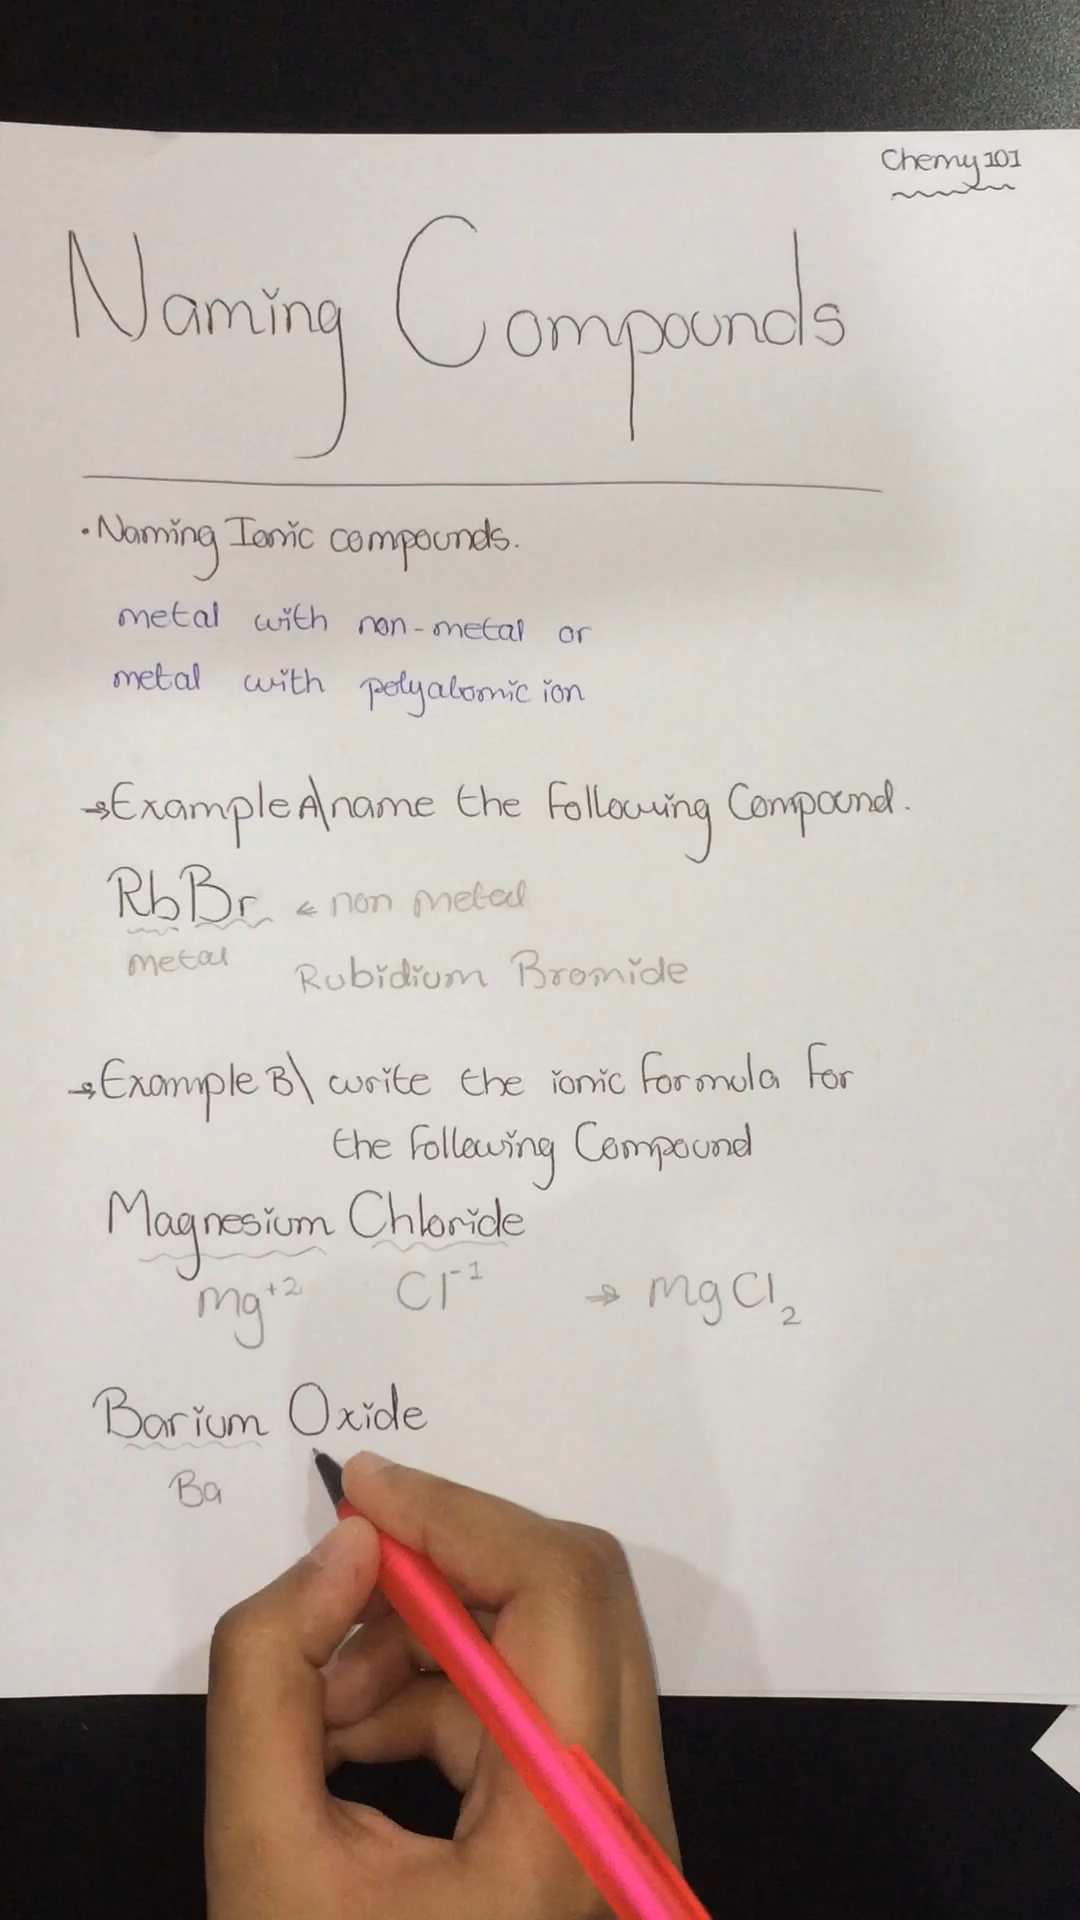 Chemy101
Naming Compounds
• Naming Ionic compounds.
metal with non-metal or
metal with polyatomic ion
→ Example A\ name the following Compound.
RbBr ← non metal
metal
Rubidium Bromide
→ Example B\ write the ionic formula for
the following Compound
Magnesium Chloride
Mg⁺² Cl⁻¹ → MgCl₂
Barium Oxide
Ba